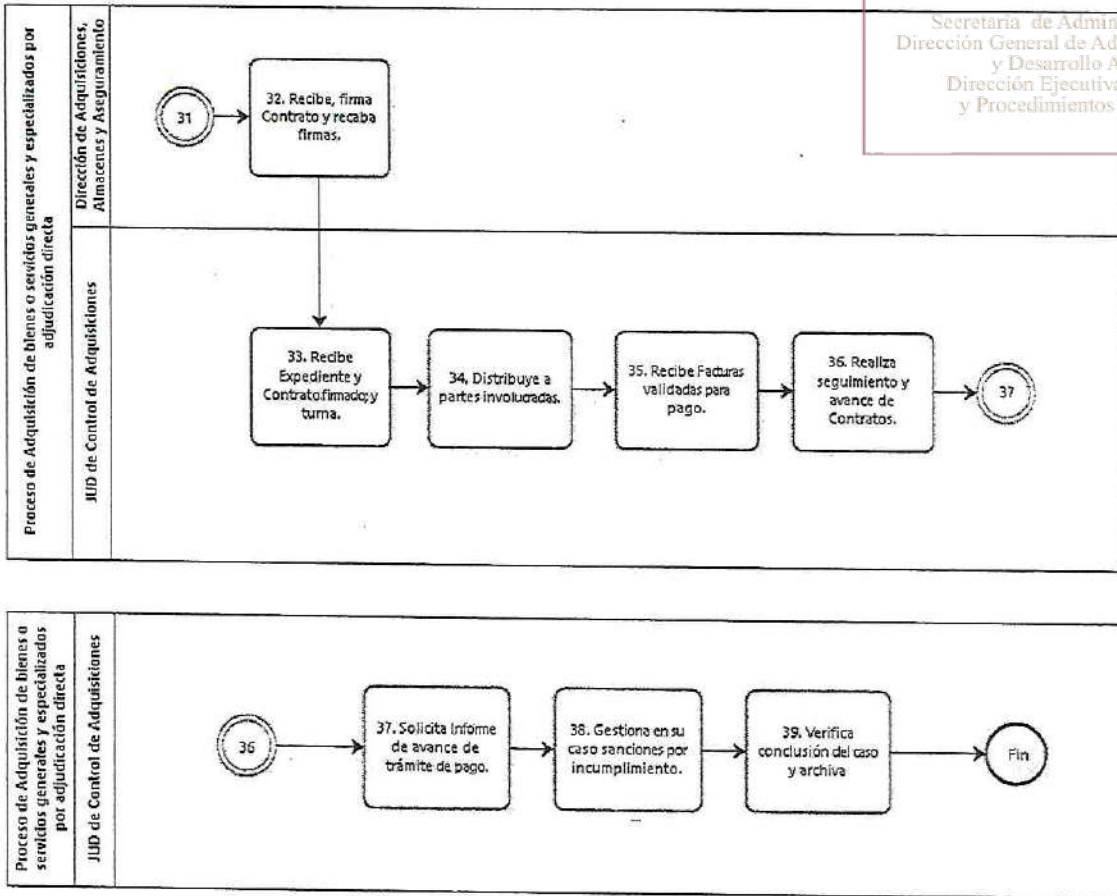 Secretaría de Admin
Dirección General de Ad
y Desarrollo A
Dirección Ejecutiva
y Procedimientos
Proceso de Adquisición de bienes o servicios generales y especializados por
adjudicación directa
Dirección de Adquisiciones,
Almacenes y Aseguramiento
31
32. Recibe, firma
Contrato y recaba
firmas.
JUD de Control de Adquisiciones
33. Recibe
Expediente y
Contrato firmado; y
turna.
34. Distribuye a
partes involucradas.
35. Recibe Facturas
validadas para
pago.
36. Realiza
seguimiento y
avance de
Contratos.
37
Proceso de Adquisición de bienes o
servicios generales y especializados
por adjudicación directa
JUD de Control de Adquisiciones
36
37. Solicita Informe
de avance de
trámite de pago.
38. Gestiona en su
caso sanciones por
incumplimiento.
39. Verifica
conclusión del caso
y archiva
Fin